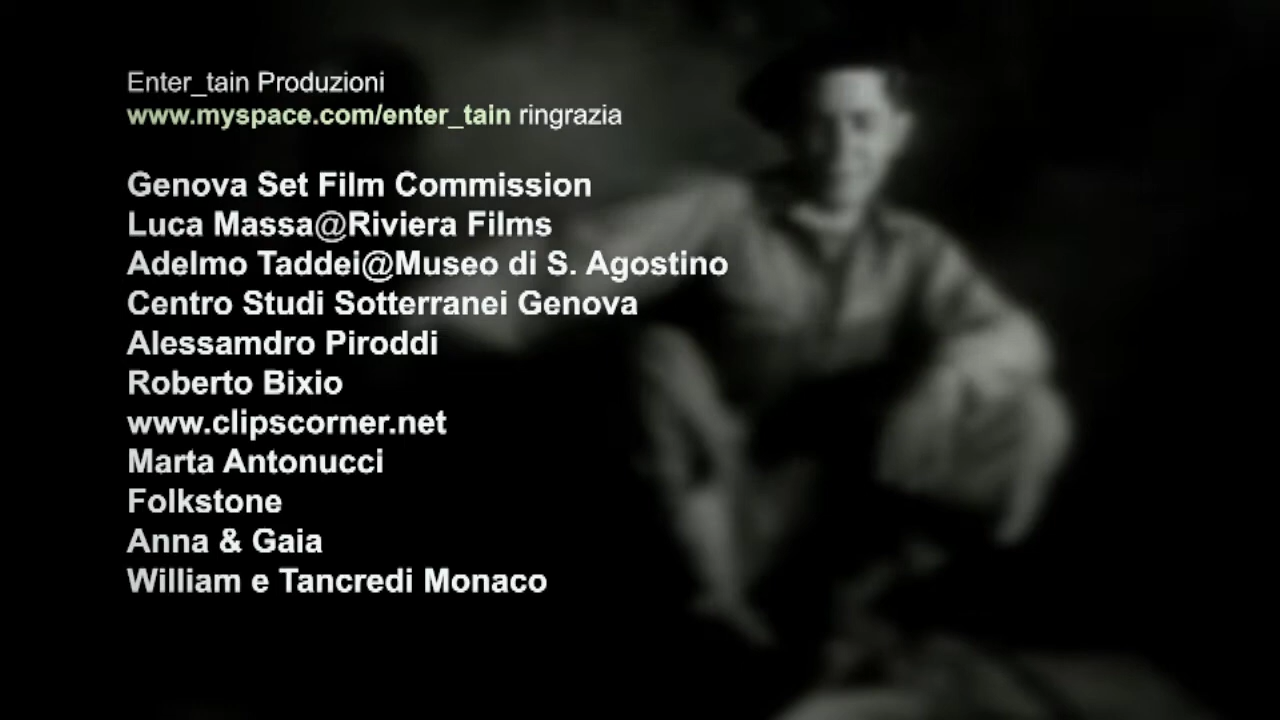 Enter_tain Produzioni
www.myspace.com/enter_tain ringrazia
Genova Set Film Commission
Luca Massa@Riviera Films
Adelmo Taddei@Museo di S. Agostino
Centro Studi Sotterranei Genova
Alessamdro Piroddi
Roberto Bixio
www.clipscorner.net
Marta Antonucci
Folkstone
Anna & Gaia
William e Tancredi Monaco